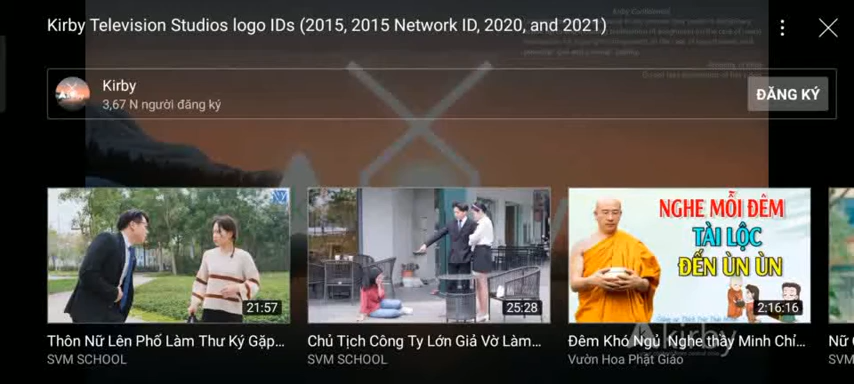 Kirby Television Studios logo IDs (2015, 2015 Network ID, 2020, and 2021)
Kirby
3,67 N người đăng ký
ĐĂNG KÝ
21:57
25:28
NGHE MỖI ĐÊM
TÀI LỘC
ĐẾN ÙN ÙN
2:16:16
Thôn Nữ Lên Phố Làm Thư Ký Gặp...
SVM SCHOOL
Chủ Tịch Công Ty Lớn Giả Vờ Làm...
SVM SCHOOL
Đêm Khó Ngủ Nghe thầy Minh Chỉ...
Vườn Hoa Phật Giáo
kirby
Nữ
SVM